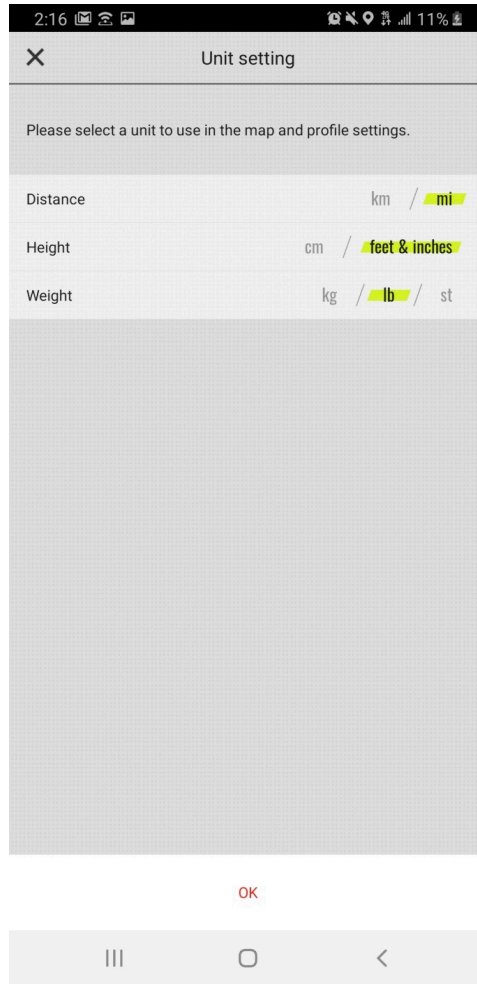 2:16 11%
Unit setting
Please select a unit to use in the map and profile settings.
Distance km / mi
Height cm / feet & inches
Weight kg / lb / st
OK